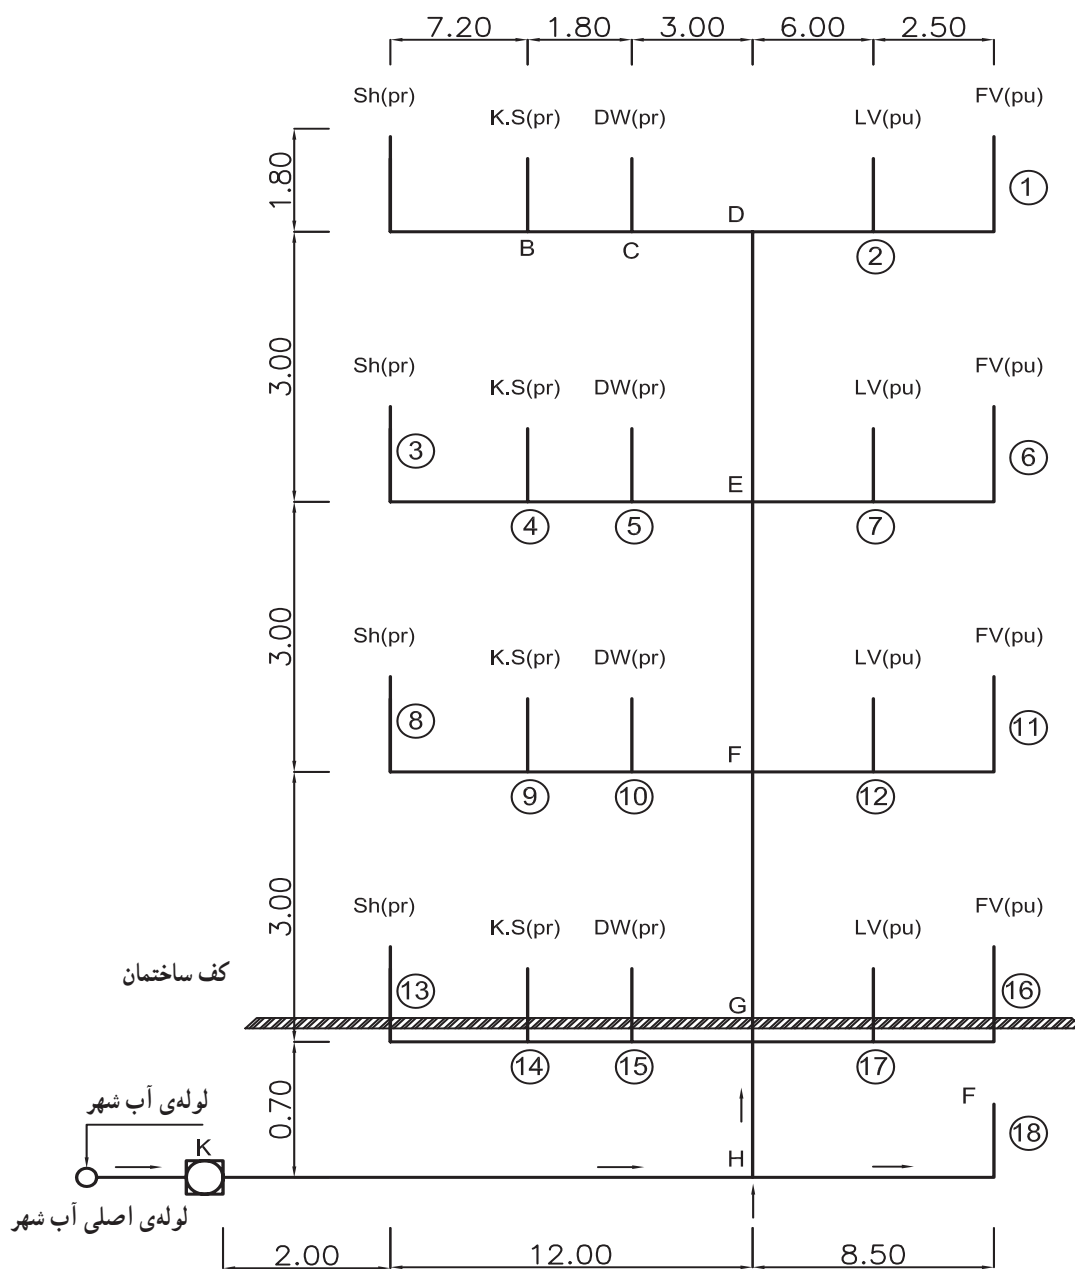 7.20 1.80 3.00 6.00 2.50
Sh(pr) K.S(pr) DW(pr) LV(pu) FV(pu)
1.80
1
D
B C 2
3.00
Sh(pr) K.S(pr) DW(pr) LV(pu) FV(pu)
3 6
E
4 5 7
3.00
Sh(pr) K.S(pr) DW(pr) LV(pu) FV(pu)
8 11
F
9 10 12
3.00
Sh(pr) K.S(pr) DW(pr) LV(pu) FV(pu)
کف ساختمان
13 16
G
14 15 17
0.70
لوله‌ی آب شهر
F
18
K
H
لوله‌ی اصلی آب شهر
2.00 12.00 8.50